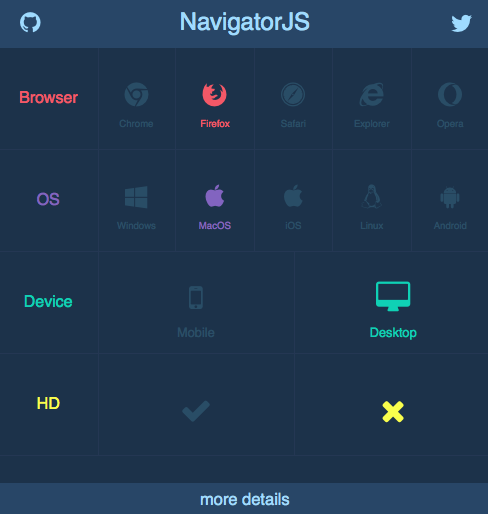 NavigatorJS
Browser
Chrome
Firefox
Safari
Explorer
Opera
OS
Windows
MacOS
iOS
Linux
Android
Device
Mobile
Desktop
HD
more details